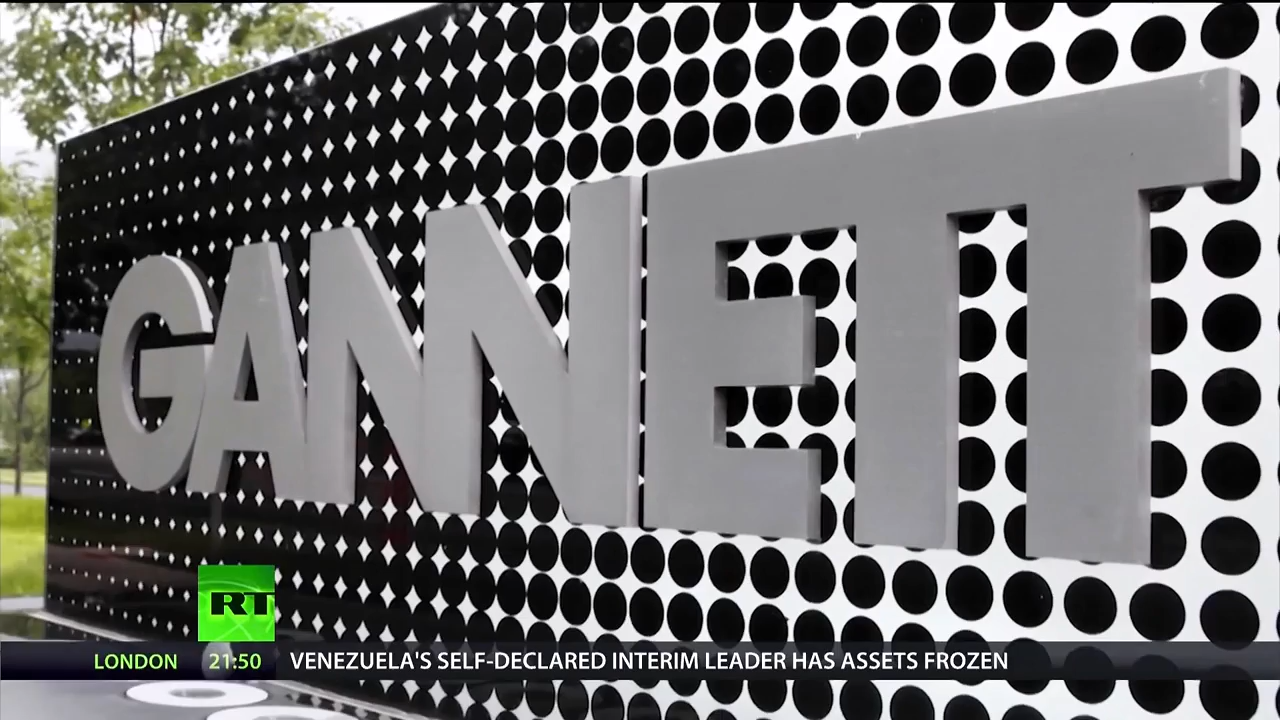 GANNETT
RT
LONDON 21:50 VENEZUELA'S SELF-DECLARED INTERIM LEADER HAS ASSETS FROZEN